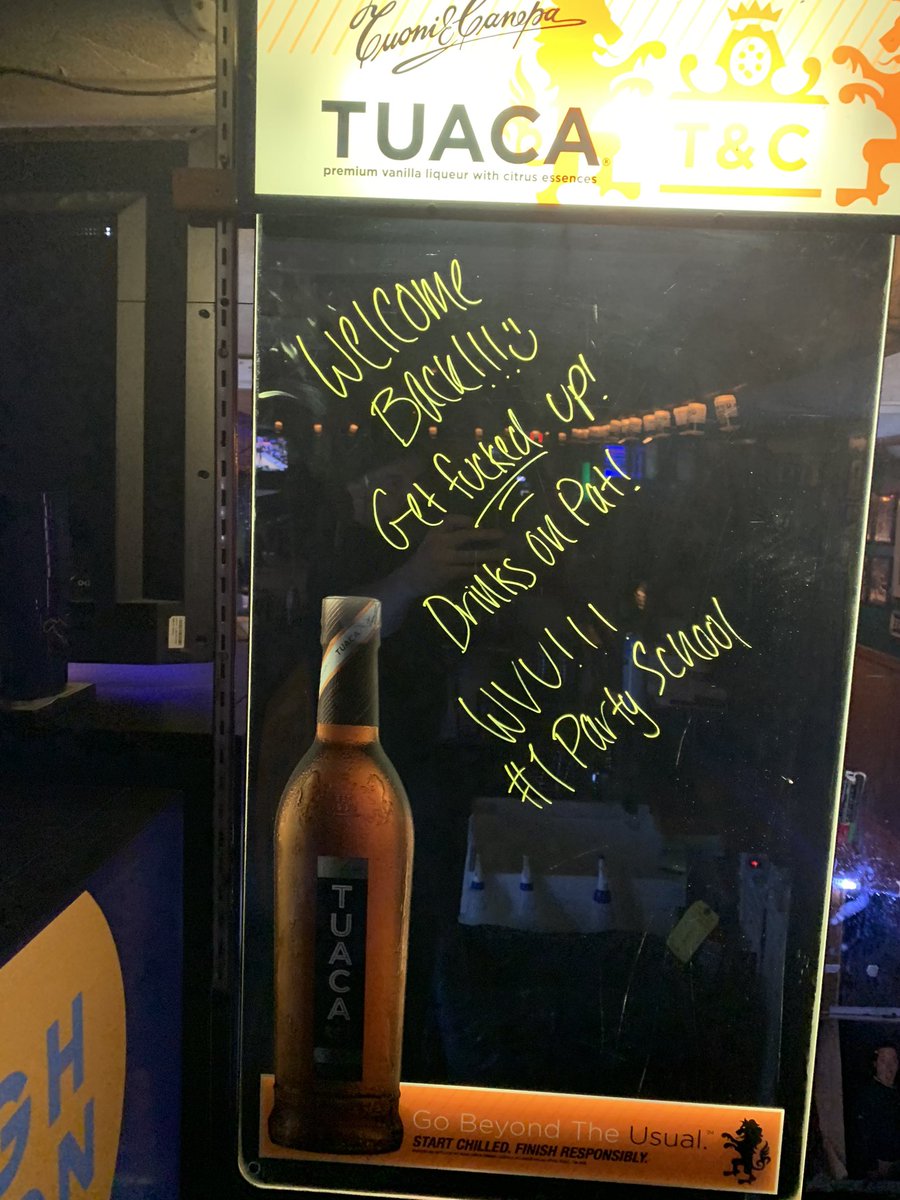 Tuoni & Canepa
TUACA®
premium vanilla liqueur with citrus essences
T&C
Welcome
Back!!!:)
Get fucked up!
Drinks on Pat!
WVU!!!
#1 Party School
TUACA
TUACA
Go Beyond The Usual.
START CHILLED. FINISH RESPONSIBLY.
GH
ON